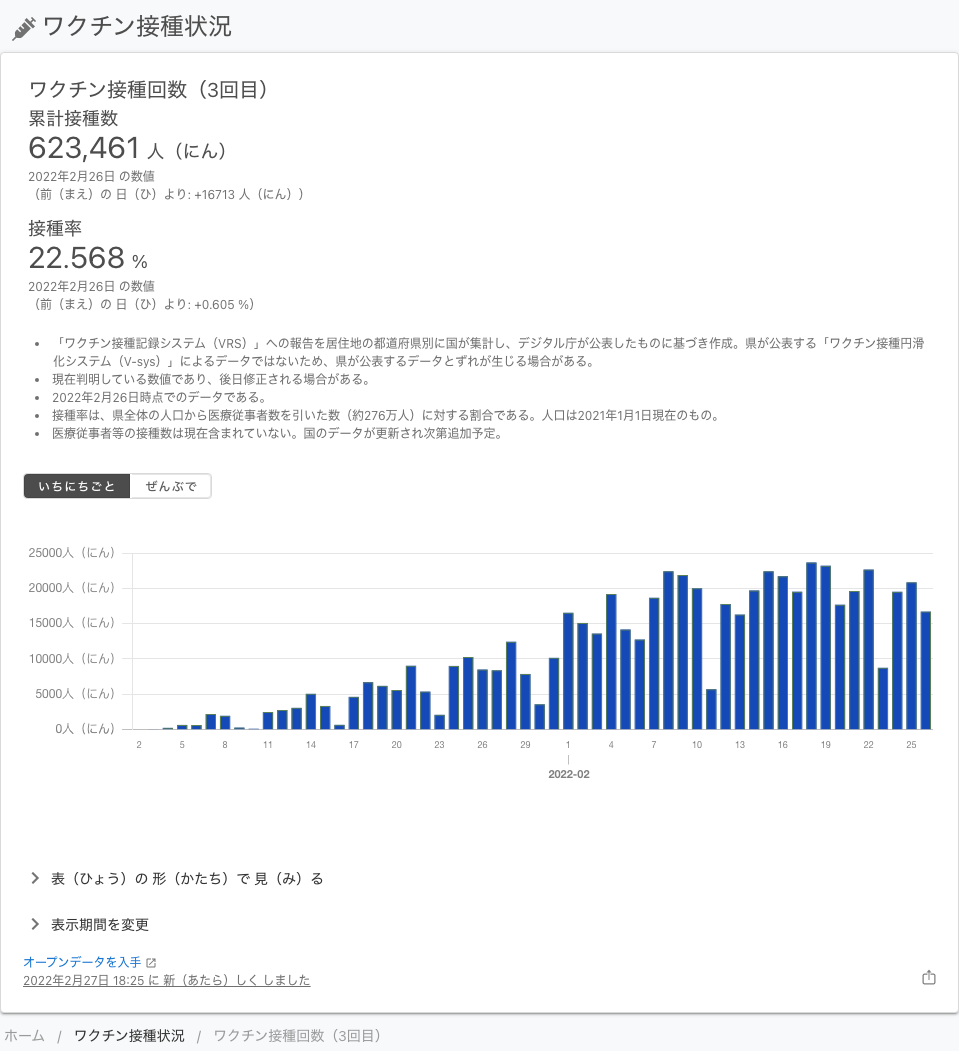 ワクチン接種状況
ワクチン接種回数（3回目）
累計接種数
623,461 人（にん）
2022年2月26日 の数値
（前（まえ）の 日（ひ）より: +16713 人（にん））
接種率
22.568 %
2022年2月26日 の数値
（前（まえ）の 日（ひ）より: +0.605 %）
• 「ワクチン接種記録システム（VRS）」への報告を居住地の都道府県別に国が集計し、デジタル庁が公表したものに基づき作成。県が公表する「ワクチン接種円滑
化システム（V-sys）」によるデータではないため、県が公表するデータとずれが生じる場合がある。
• 現在判明している数値であり、後日修正される場合がある。
• 2022年2月26日時点でのデータである。
• 接種率は、県全体の人口から医療従事者数を引いた数（約276万人）に対する割合である。人口は2021年1月1日現在のもの。
• 医療従事者等の接種数は現在含まれていない。国のデータが更新され次第追加予定。
いちにちごと ぜんぶで
25000人（にん）
20000人（にん）
15000人（にん）
10000人（にん）
5000人（にん）
0人（にん）
2 5 8 11 14 17 20 23 26 29 1 4 7 10 13 16 19 22 25
2022-02
表（ひょう）の 形（かたち）で 見（み）る
表示期間を変更
オープンデータを入手
2022年2月27日 18:25 に 新（あたら）しく しました
ホーム / ワクチン接種状況 / ワクチン接種回数（3回目）